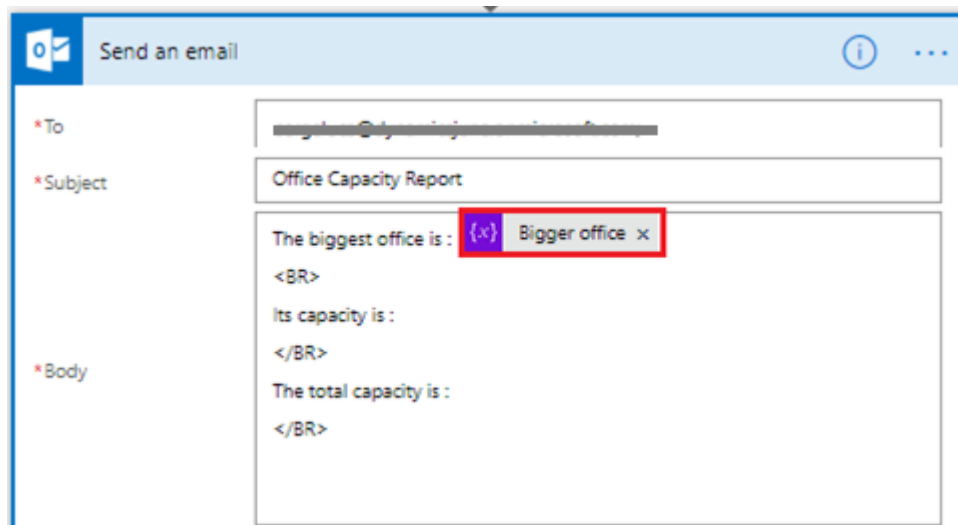 Send an email
*To
*Subject
Office Capacity Report
The biggest office is : {x} Bigger office ×
<BR>
Its capacity is :
</BR>
*Body
The total capacity is :
</BR>